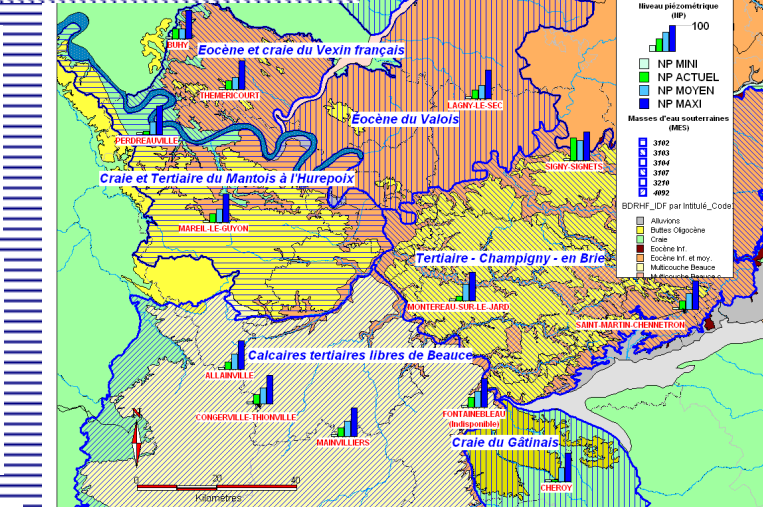 Niveau piézométrique
(NP)
100
NP MINI
NP ACTUEL
NP MOYEN
NP MAXI
Masses d'eau souterraines
(MES)
3102
3103
3104
3107
3210
4092
BDRHF_IDF par Intitulé_Code
Alluvions
Buttes Oligocène
Craie
Eocène Inf.
Eocène Inf. et moy.
Multicouche Beauce
Multicouche Beauce c
BUHY
Eocène et craie du Vexin français
THEMERICOURT
LAGNY-LE-SEC
Eocène du Valois
PERDREAUVILLE
SIGNY-SIGNETS
Craie et Tertiaire du Mantois à l'Hurepoix
MAREIL-LE-GUYON
Tertiaire - Champigny - en Brie
MONTEREAU-SUR-LE-JARD
SAINT-MARTIN-CHENNETRON
Calcaires tertiaires libres de Beauce
ALLAINVILLE
CONGERVILLE-THIONVILLE
FONTAINEBLEAU
(Indisponible)
MAINVILLIERS
Craie du Gâtinais
CHEROY
N
0 20 40
Kilomètres